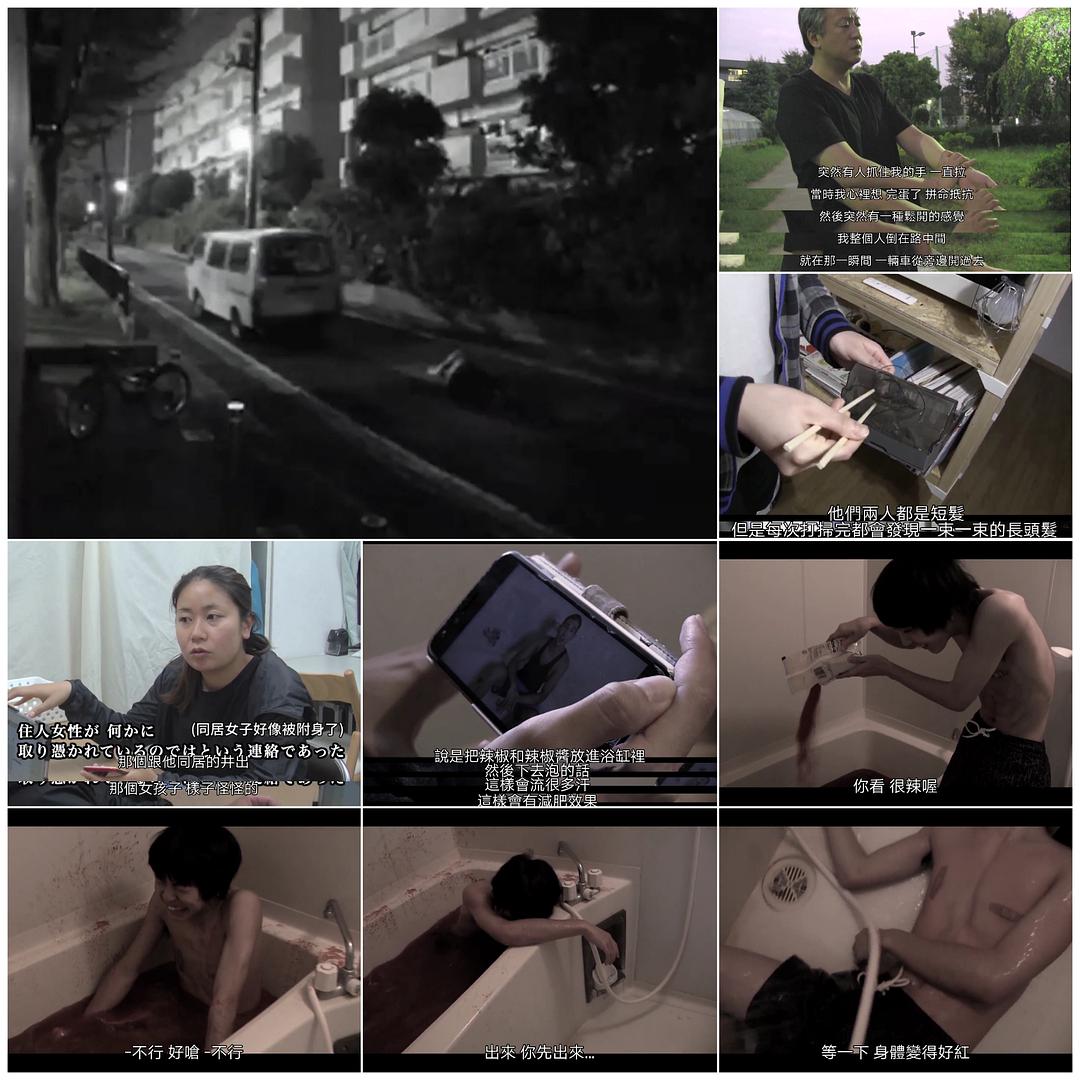 突然有人抓住我的手 一直拉
當時我心裡想 完蛋了 拼命抵抗
然後突然有一種鬆開的感覺
我整個人倒在路中間
就在那一瞬間 一輛車從旁邊開過去
他們兩人都是短髮
但是每次打掃完都會發現一束一束的長頭髮
住人女性が 何かに
(同居女子好像被附身了)
取り憑かれているのではという連絡であった
那個跟他同居的井出
那個女孩子 樣子怪怪的
說是把辣椒和辣椒醬放進浴缸裡
然後下去泡的話
這樣會流很多汗
這樣會有減肥效果
你看 很辣喔
-不行 好嗆 -不行
出來 你先出來...
等一下 身體變得好紅